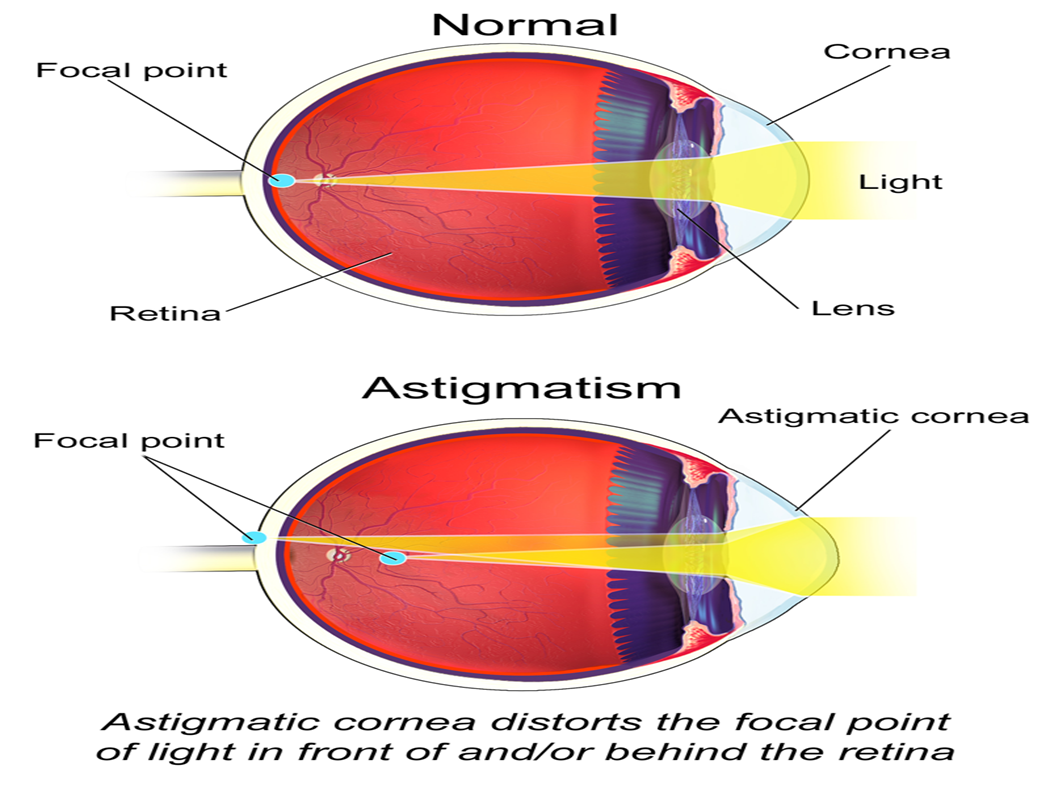 Normal
Focal point
Cornea
Light
Retina
Lens
Astigmatism
Astigmatic cornea
Focal point
Astigmatic cornea distorts the focal point
of light in front of and/or behind the retina